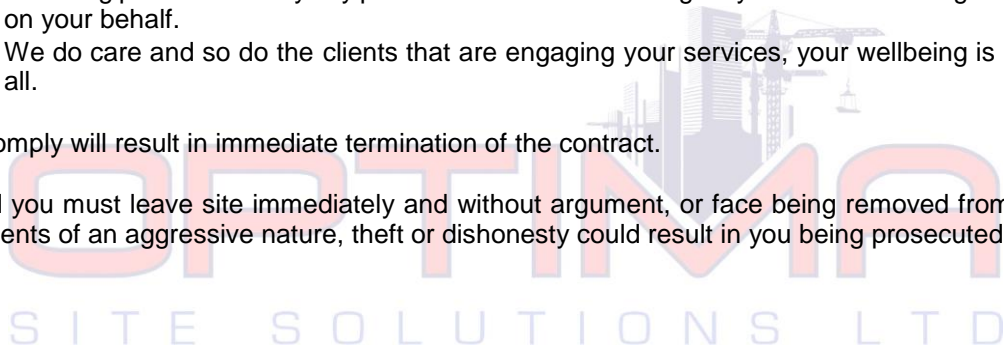 on your behalf.
We do care and so do the clients that are engaging your services, your wellbeing is
all.
omply will result in immediate termination of the contract.
you must leave site immediately and without argument, or face being removed from
ents of an aggressive nature, theft or dishonesty could result in you being prosecuted
OPTIMA
SITE SOLUTIONS LTD